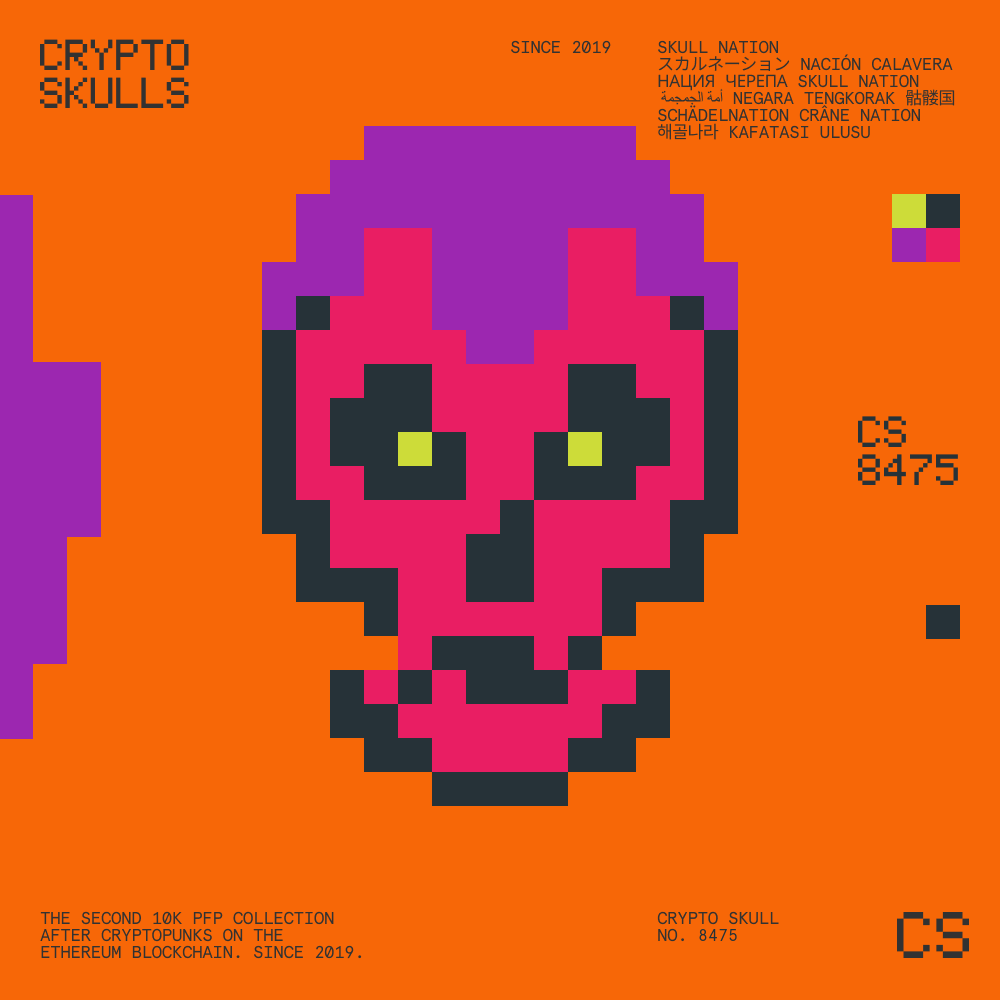 CRYPTO
SKULLS
SINCE 2019
SKULL NATION
スカルネーション NACIÓN CALAVERA
НАЦИЯ ЧЕРЕПА SKULL NATION
أمة الجمجمة NEGARA TENGKORAK 骷髅国
SCHÄDELNATION CRÂNE NATION
해골나라 KAFATASI ULUSU
CS
8475
THE SECOND 10K PFP COLLECTION
AFTER CRYPTOPUNKS ON THE
ETHEREUM BLOCKCHAIN. SINCE 2019.
CRYPTO SKULL
NO. 8475
CS